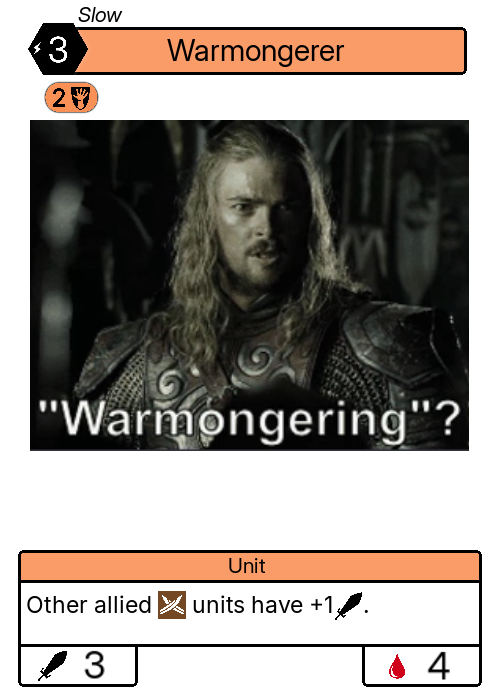 Slow
3
Warmongerer
2
"Warmongering"?
Unit
Other allied units have +1.
3
4